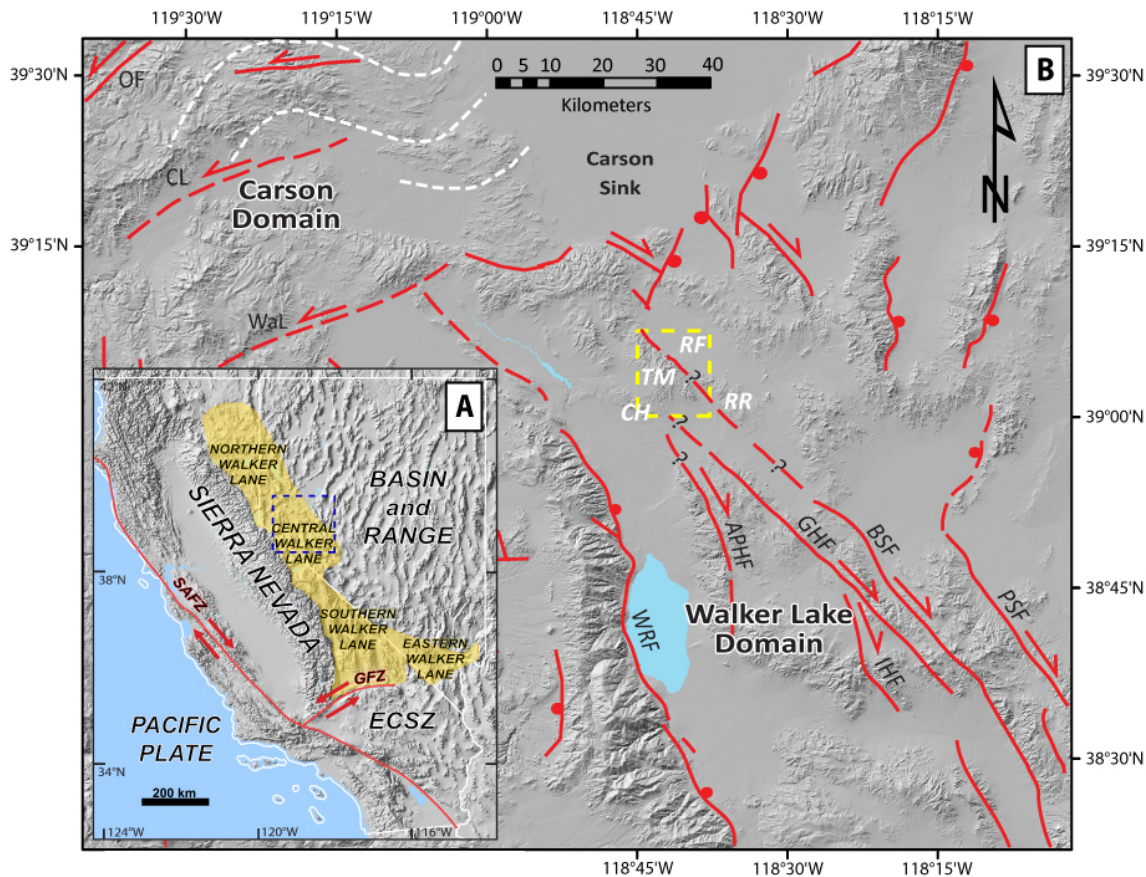 119°30'W 119°15'W 119°00'W 118°45'W 118°30'W 118°15'W
39°30'N
39°15'N
39°30'N
39°15'N
39°00'N
38°45'N
38°30'N
118°45'W 118°30'W 118°15'W
B
0 5 10 20 30 40
Kilometers
N
OF
CL
Carson
Domain
Carson
Sink
WaL
RF
TM
?
CH
RR
?
?
?
APHF
GHF
BSF
PSF
WRF
Walker Lake
Domain
IHF
A
NORTHERN
WALKER
LANE
BASIN
and
RANGE
SIERRA NEVADA
CENTRAL
WALKER
LANE
38°N
SAFZ
SOUTHERN
WALKER
LANE
EASTERN
WALKER
LANE
GFZ
ECSZ
PACIFIC
PLATE
34°N
200 km
124°W 120°W 116°W